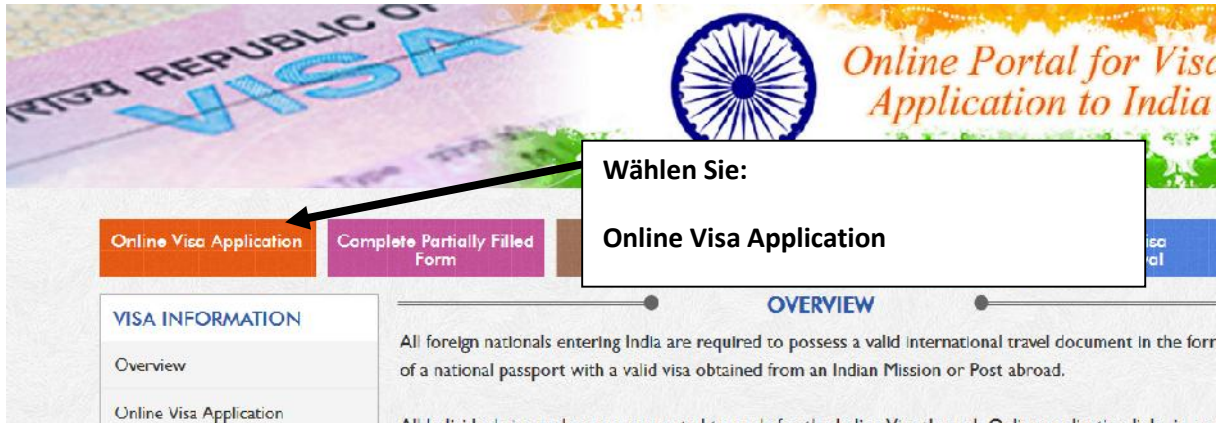 राज्य REPUBLIC OF
VISA
Online Portal for Visa
Application to India
Wählen Sie:
Online Visa Application
Online Visa Application
Complete Partially Filled
Form
VISA INFORMATION
Overview
Online Visa Application
OVERVIEW
All foreign nationals entering India are required to possess a valid international travel document in the form
of a national passport with a valid visa obtained from an Indian Mission or Post abroad.